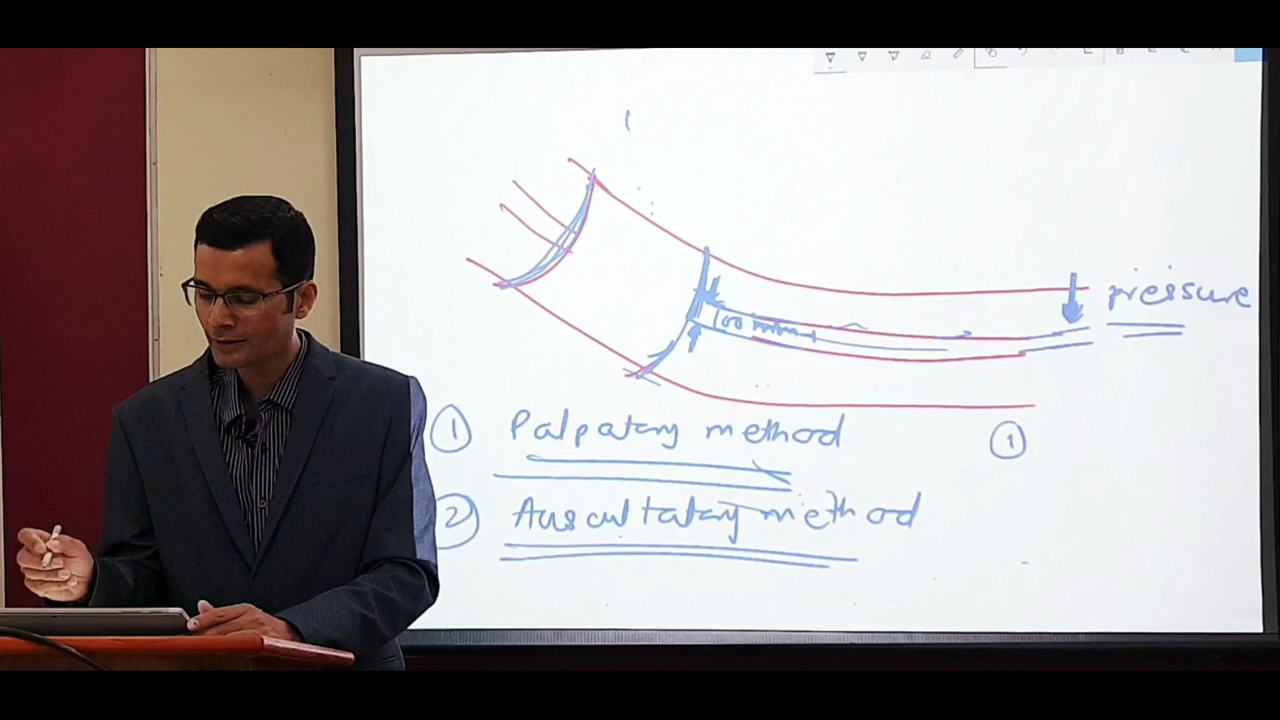 100 mm
pressure
① Palpatory method ①
② Auscultatory method